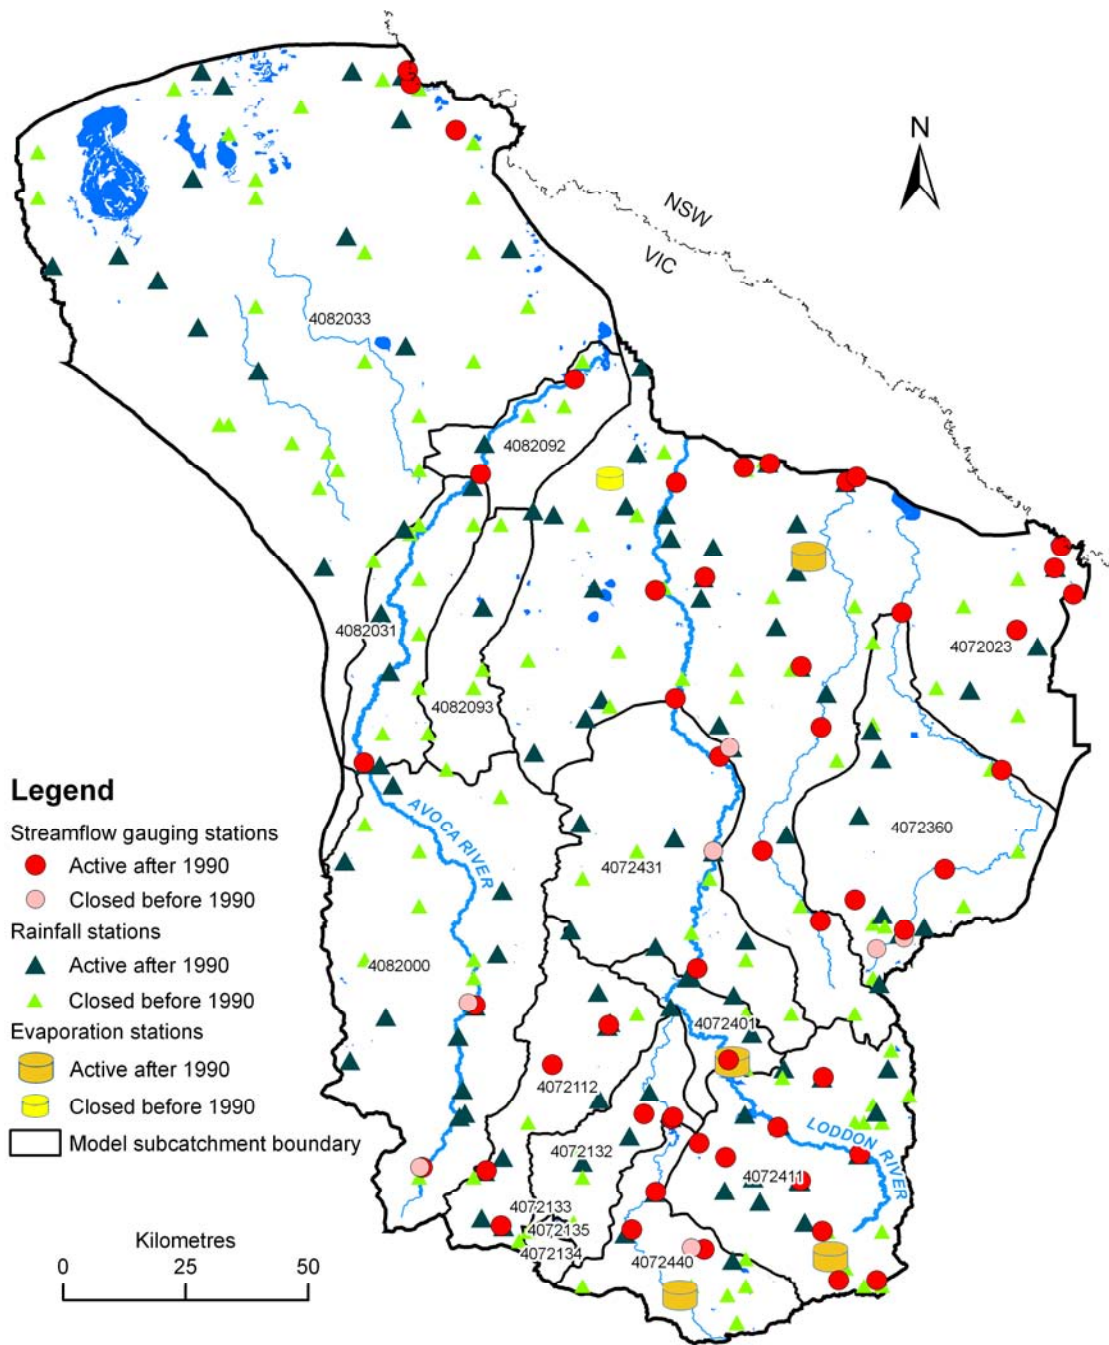 N
NSW
VIC
4082033
4082092
4082031
4072023
4082093
Legend
Streamflow gauging stations
Active after 1990
Closed before 1990
Rainfall stations
Active after 1990
Closed before 1990
Evaporation stations
Active after 1990
Closed before 1990
Model subcatchment boundary
AVOCA RIVER
4072360
4072431
4082000
4072401
4072112
LODDON RIVER
4072132
4072411
4072133
4072135
4072134
4072440
Kilometres
0 25 50